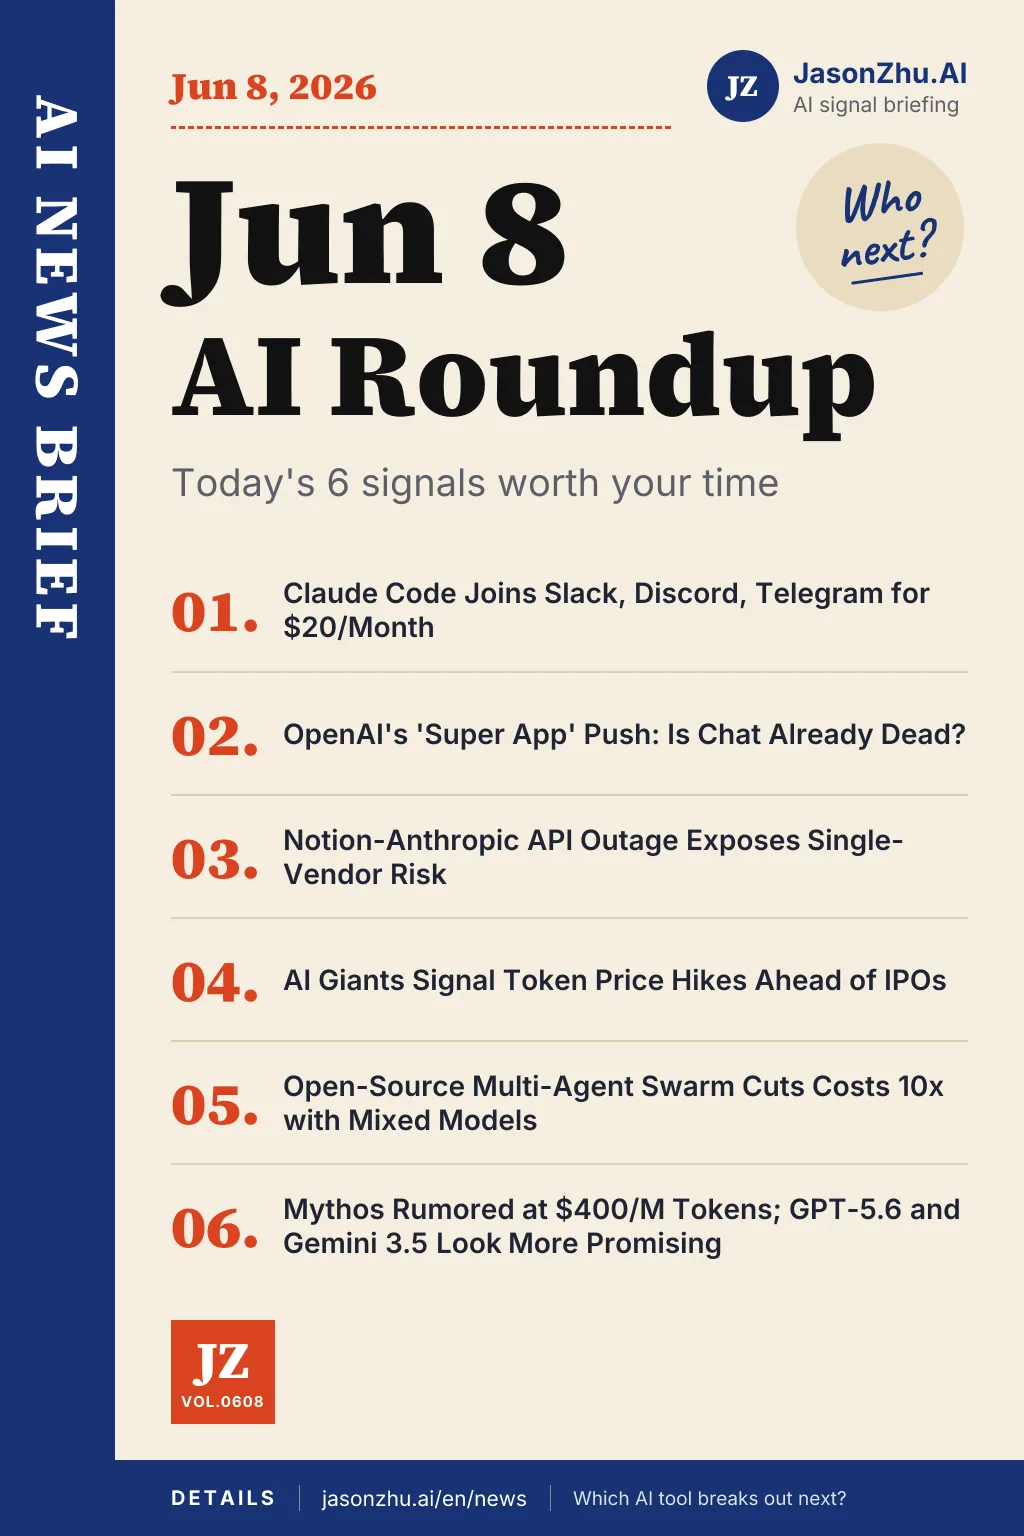 AI NEWS BRIEF
Jun 8, 2026
JZ
JasonZhu.AI
AI signal briefing
Who
next?
Jun 8
AI Roundup
Today's 6 signals worth your time
01.
Claude Code Joins Slack, Discord, Telegram for
$20/Month
02.
OpenAI's 'Super App' Push: Is Chat Already Dead?
03.
Notion-Anthropic API Outage Exposes Single-
Vendor Risk
04.
AI Giants Signal Token Price Hikes Ahead of IPOs
05.
Open-Source Multi-Agent Swarm Cuts Costs 10x
with Mixed Models
06.
Mythos Rumored at $400/M Tokens; GPT-5.6 and
Gemini 3.5 Look More Promising
JZ
VOL.0608
DETAILS
jasonzhu.ai/en/news
Which AI tool breaks out next?